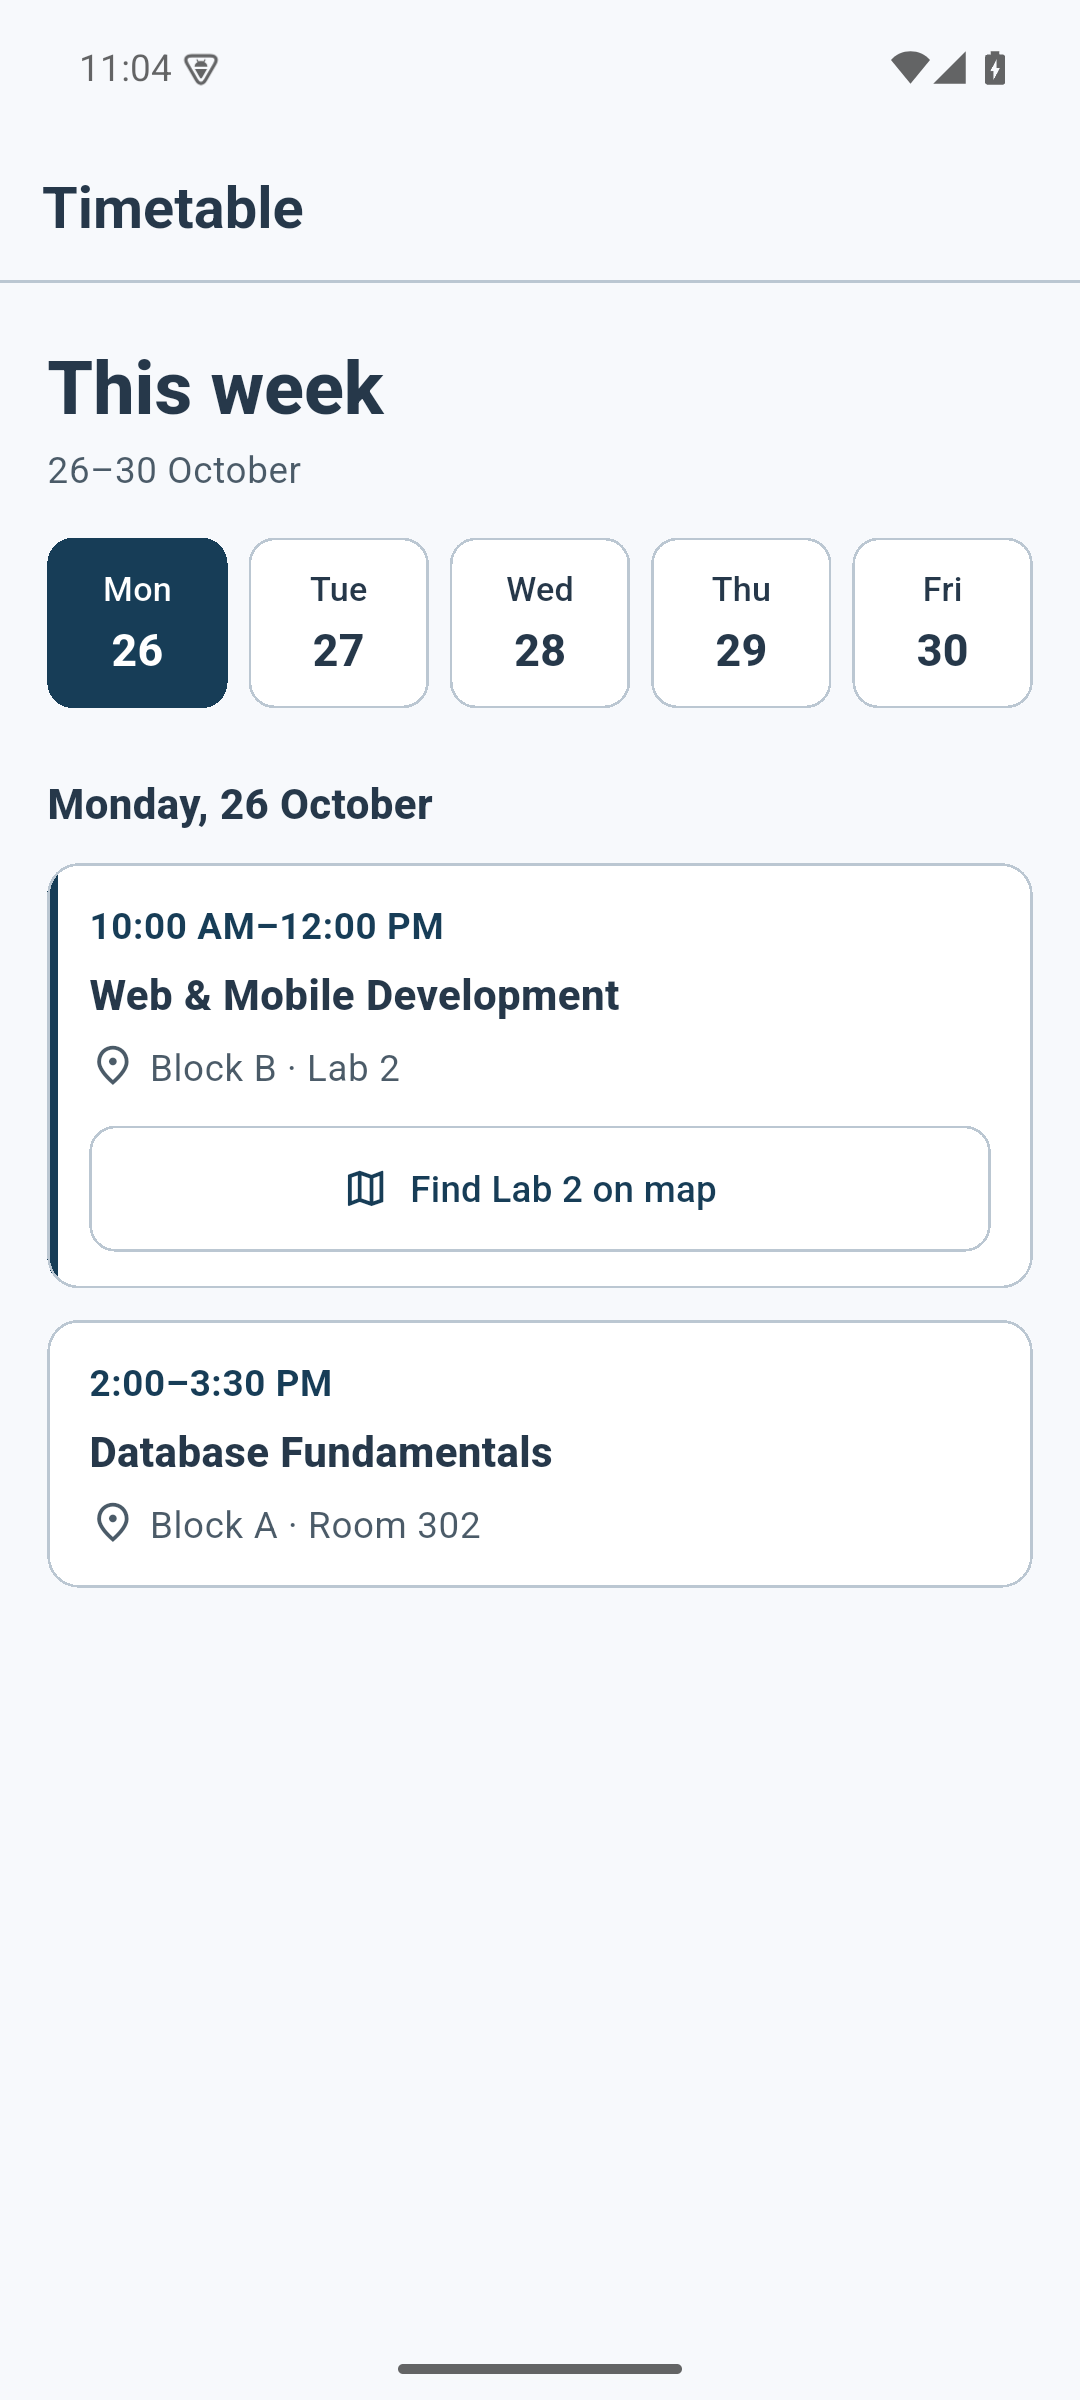 11:04
Timetable
This week
26–30 October
Mon Tue Wed Thu Fri
26 27 28 29 30
Monday, 26 October
10:00 AM–12:00 PM
Web & Mobile Development
Block B · Lab 2
Find Lab 2 on map
2:00–3:30 PM
Database Fundamentals
Block A · Room 302